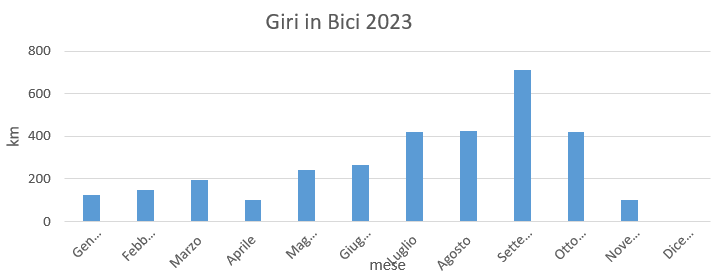 Giri in Bici 2023
800
600
400
200
0
km
Gen...
Febb...
Marzo
Aprile
Mag...
Giug...
Luglio
Agosto
Sette...
Otto...
Nove...
Dice...
mese